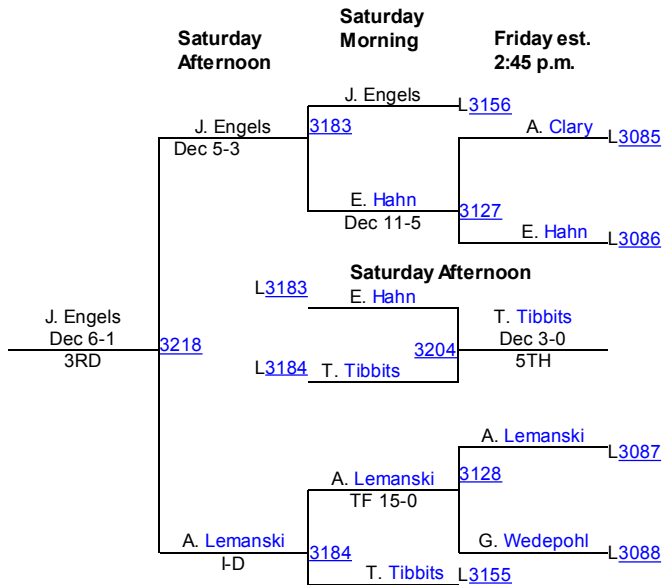 Saturday Afternoon
Saturday Morning
Friday est. 2:45 p.m.
J. Engels
L3156
J. Engels
3183
A. Clary
L3085
Dec 5-3
E. Hahn
3127
Dec 11-5
E. Hahn
L3086
Saturday Afternoon
L3183
E. Hahn
J. Engels
T. Tibbits
Dec 6-1
3218
3204
Dec 3-0
3RD
L3184
T. Tibbits
5TH
A. Lemanski
L3087
A. Lemanski
3128
TF 15-0
A. Lemanski
3184
G. Wedepohl
L3088
I-D
T. Tibbits
L3155